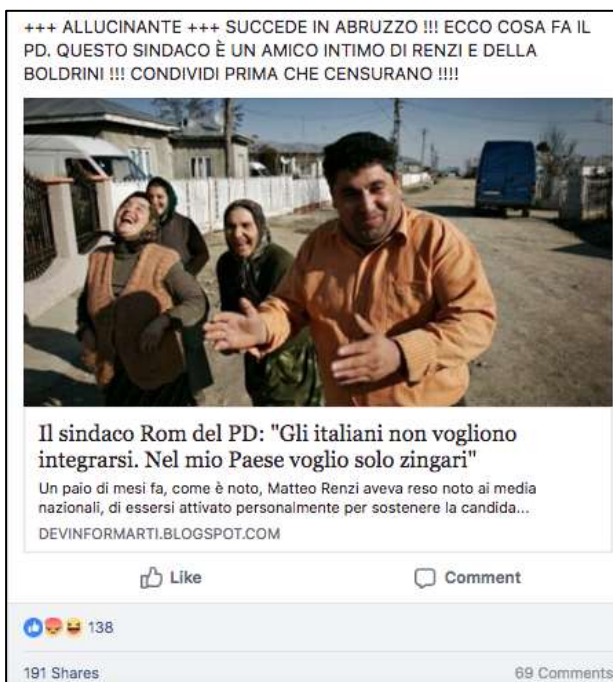 +++ ALLUCINANTE +++ SUCCEDE IN ABRUZZO !!! ECCO COSA FA IL
PD. QUESTO SINDACO È UN AMICO INTIMO DI RENZI E DELLA
BOLDRINI !!! CONDIVIDI PRIMA CHE CENSURANO !!!!
Il sindaco Rom del PD: "Gli italiani non vogliono
integrarsi. Nel mio Paese voglio solo zingari"
Un paio di mesi fa, come è noto, Matteo Renzi aveva reso noto ai media
nazionali, di essersi attivato personalmente per sostenere la candida...
DEVINFORMARTI.BLOGSPOT.COM
Like
Comment
138
191 Shares
69 Comments